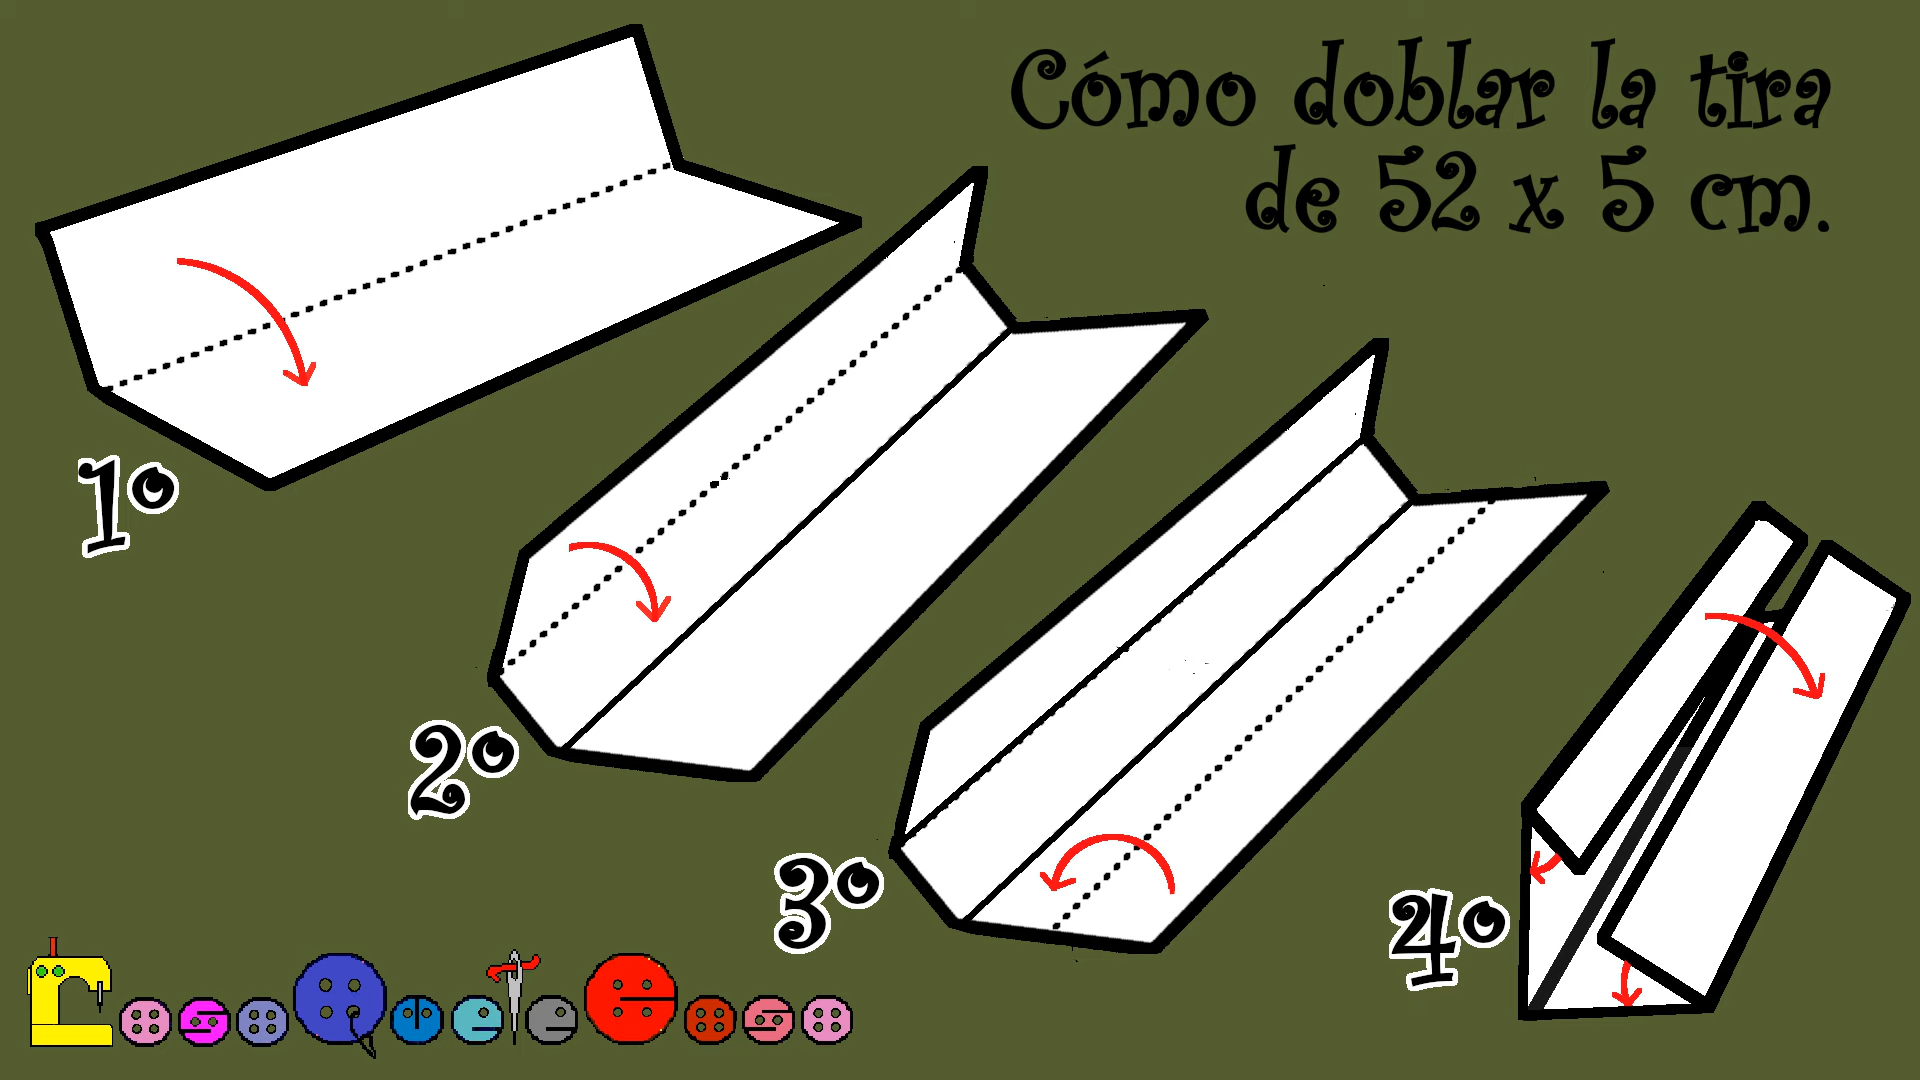 Cómo doblar la tira
de 52 x 5 cm.
1º
2º
3º
4º